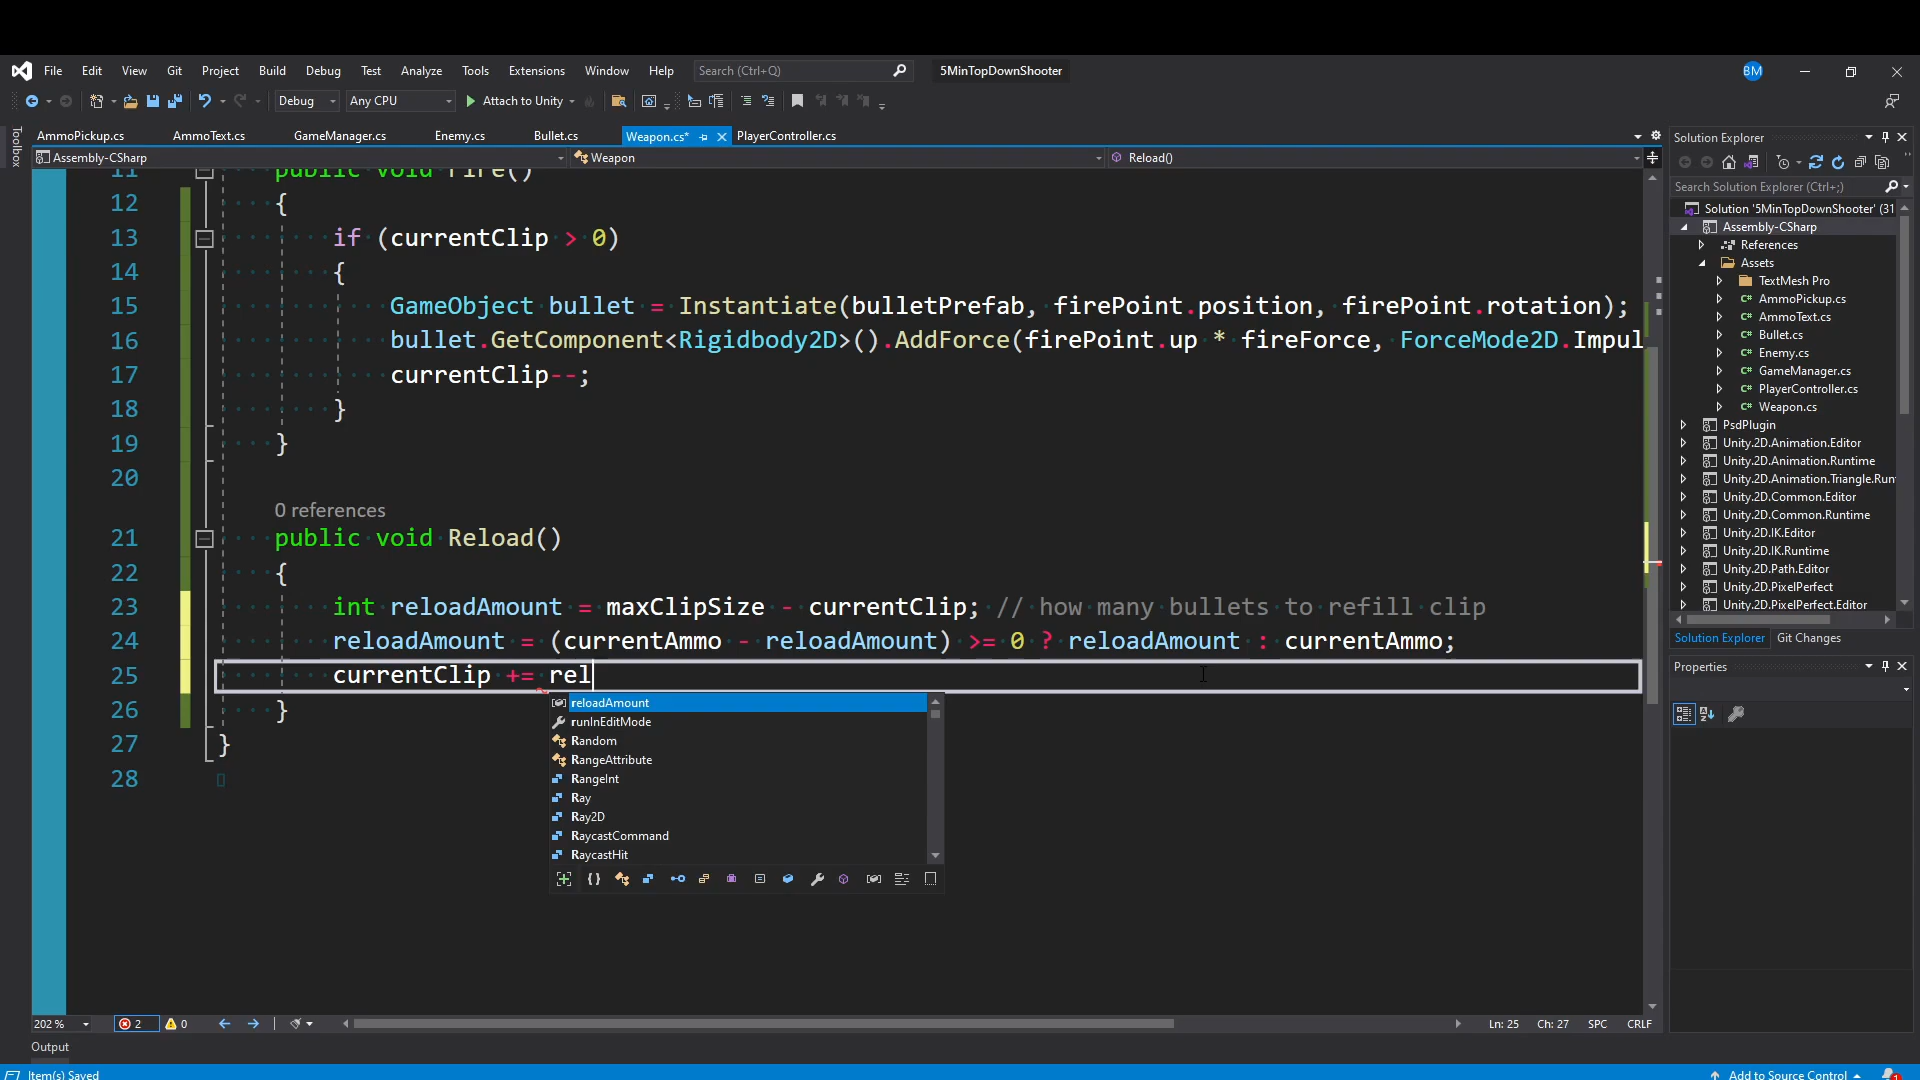 File Edit View Git Project Build Debug Test Analyze Tools Extensions Window Help Search (Ctrl+Q) 5MinTopDownShooter BM
Debug Any CPU Attach to Unity
AmmoPickup.cs AmmoText.cs GameManager.cs Enemy.cs Bullet.cs Weapon.cs* PlayerController.cs
Toolbox
Assembly-CSharp Weapon Reload()
11 public void Fire()
12 {
13 if (currentClip > 0)
14 {
15 GameObject bullet = Instantiate(bulletPrefab, firePoint.position, firePoint.rotation);
16 bullet.GetComponent<Rigidbody2D>().AddForce(firePoint.up * fireForce, ForceMode2D.Impul
17 currentClip--;
18 }
19 }
20
0 references
21 public void Reload()
22 {
23 int reloadAmount = maxClipSize - currentClip; // how many bullets to refill clip
24 reloadAmount = (currentAmmo - reloadAmount) >= 0 ? reloadAmount : currentAmmo;
25 currentClip += rel
26 }
27 }
28
reloadAmount
runInEditMode
Random
RangeAttribute
RangeInt
Ray
Ray2D
RaycastCommand
RaycastHit
202 % 2 0 Ln: 25 Ch: 27 SPC CRLF
Output
Item(s) Saved
Add to Source Control 1
Solution Explorer
Search Solution Explorer (Ctrl+;)
Solution '5MinTopDownShooter' (31
Assembly-CSharp
References
Assets
TextMesh Pro
C# AmmoPickup.cs
C# AmmoText.cs
C# Bullet.cs
C# Enemy.cs
C# GameManager.cs
C# PlayerController.cs
C# Weapon.cs
PsdPlugin
Unity.2D.Animation.Editor
Unity.2D.Animation.Runtime
Unity.2D.Animation.Triangle.Run
Unity.2D.Common.Editor
Unity.2D.Common.Runtime
Unity.2D.IK.Editor
Unity.2D.IK.Runtime
Unity.2D.Path.Editor
Unity.2D.PixelPerfect
Unity.2D.PixelPerfect.Editor
Solution Explorer Git Changes
Properties